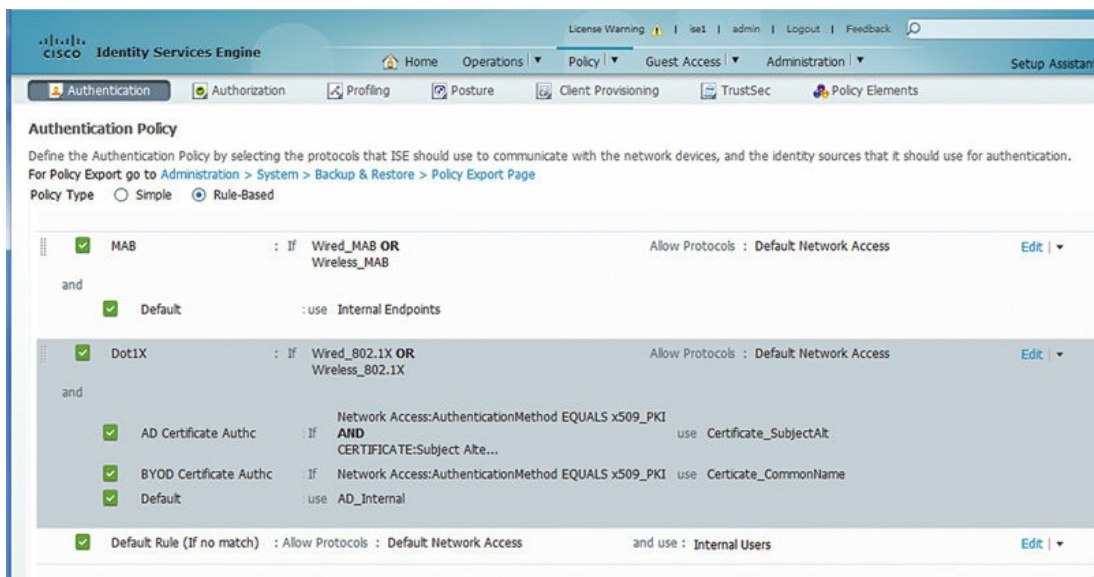 License Warning | ise1 | admin | Logout | Feedback
CISCO Identity Services Engine
Home Operations | Policy | Guest Access | Administration | Setup Assistant
Authentication Authorization Profiling Posture Client Provisioning TrustSec Policy Elements
Authentication Policy
Define the Authentication Policy by selecting the protocols that ISE should use to communicate with the network devices, and the identity sources that it should use for authentication.
For Policy Export go to Administration > System > Backup & Restore > Policy Export Page
Policy Type Simple Rule-Based
MAB : If Wired_MAB OR Allow Protocols : Default Network Access Edit |
Wireless_MAB
and
Default : use Internal Endpoints
Dot1X : If Wired_802.1X OR Allow Protocols : Default Network Access Edit |
Wireless_802.1X
and
Network Access:AuthenticationMethod EQUALS x509_PKI
AD Certificate Authc : If AND use Certificate_SubjectAlt
CERTIFICATE:Subject Alte...
BYOD Certificate Authc : If Network Access:AuthenticationMethod EQUALS x509_PKI use Certicate_CommonName
Default : use AD_Internal
Default Rule (If no match) : Allow Protocols : Default Network Access and use : Internal Users Edit |